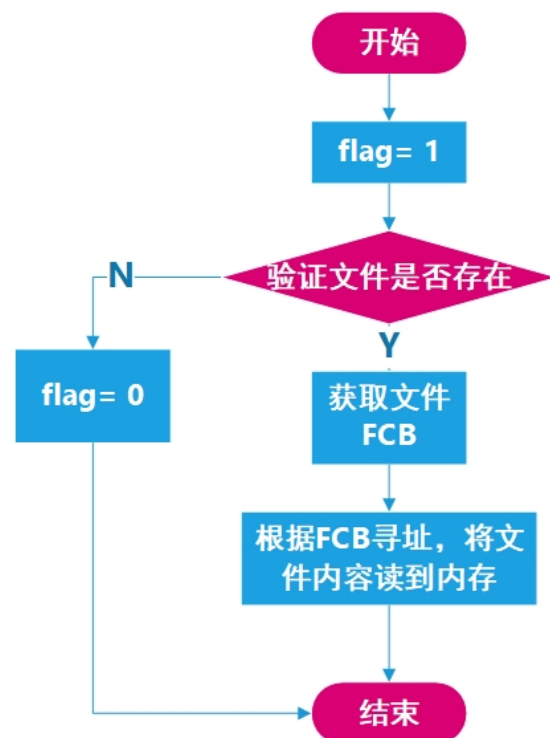 开始
flag= 1
验证文件是否存在
N
Y
flag= 0
获取文件
FCB
根据FCB寻址，将文
件内容读到内存
结束